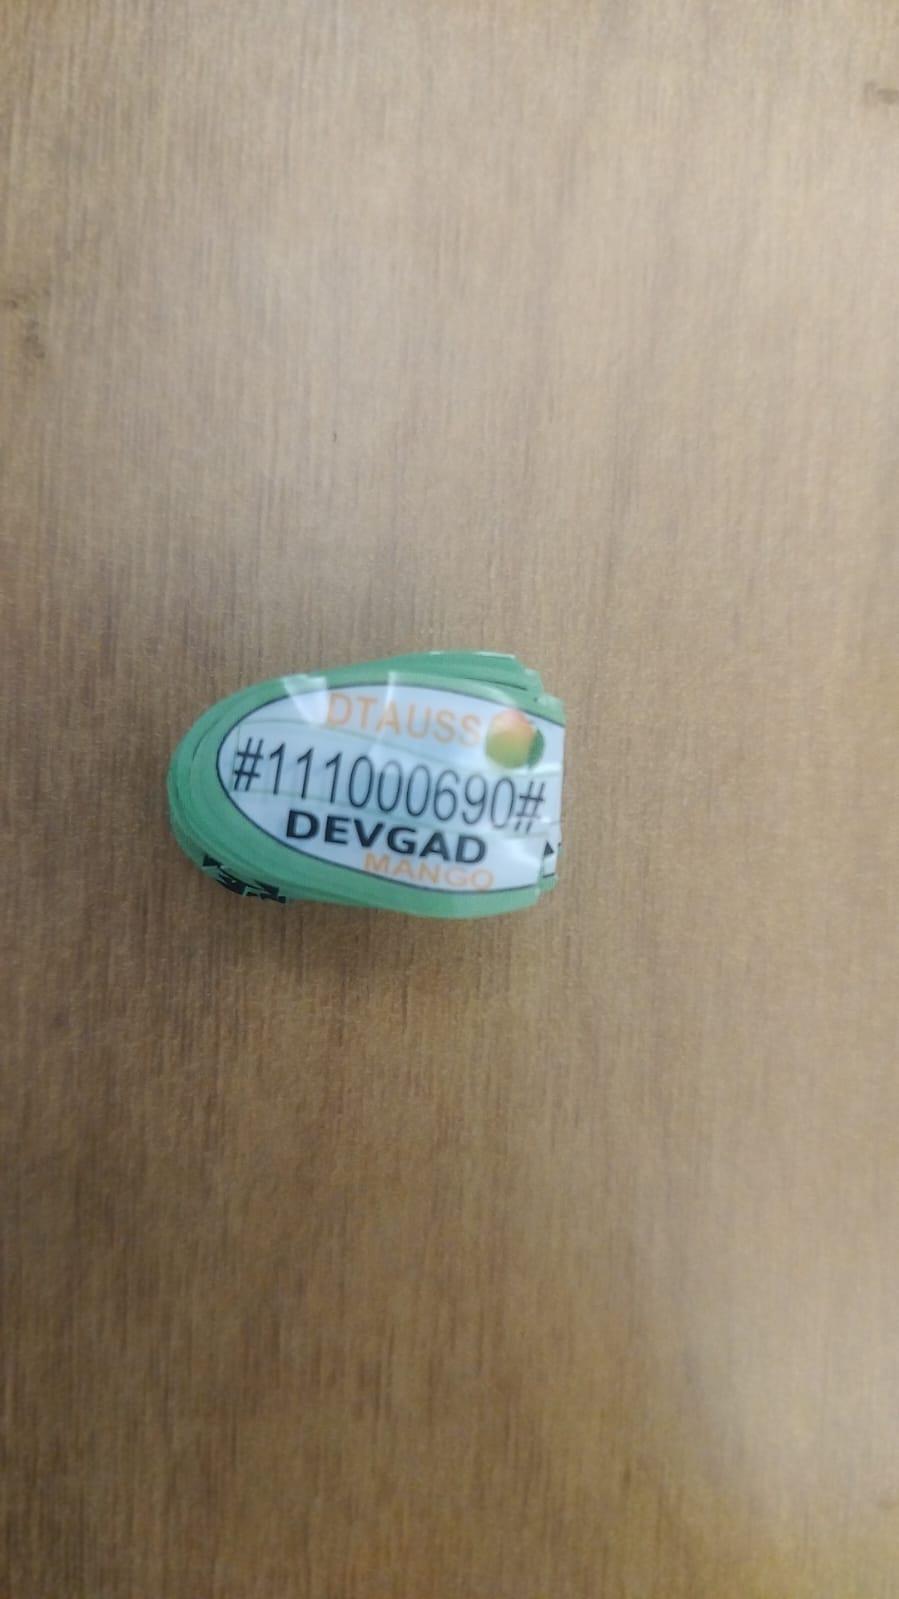 DTAUSS
#111000690#
DEVGAD
MANGO